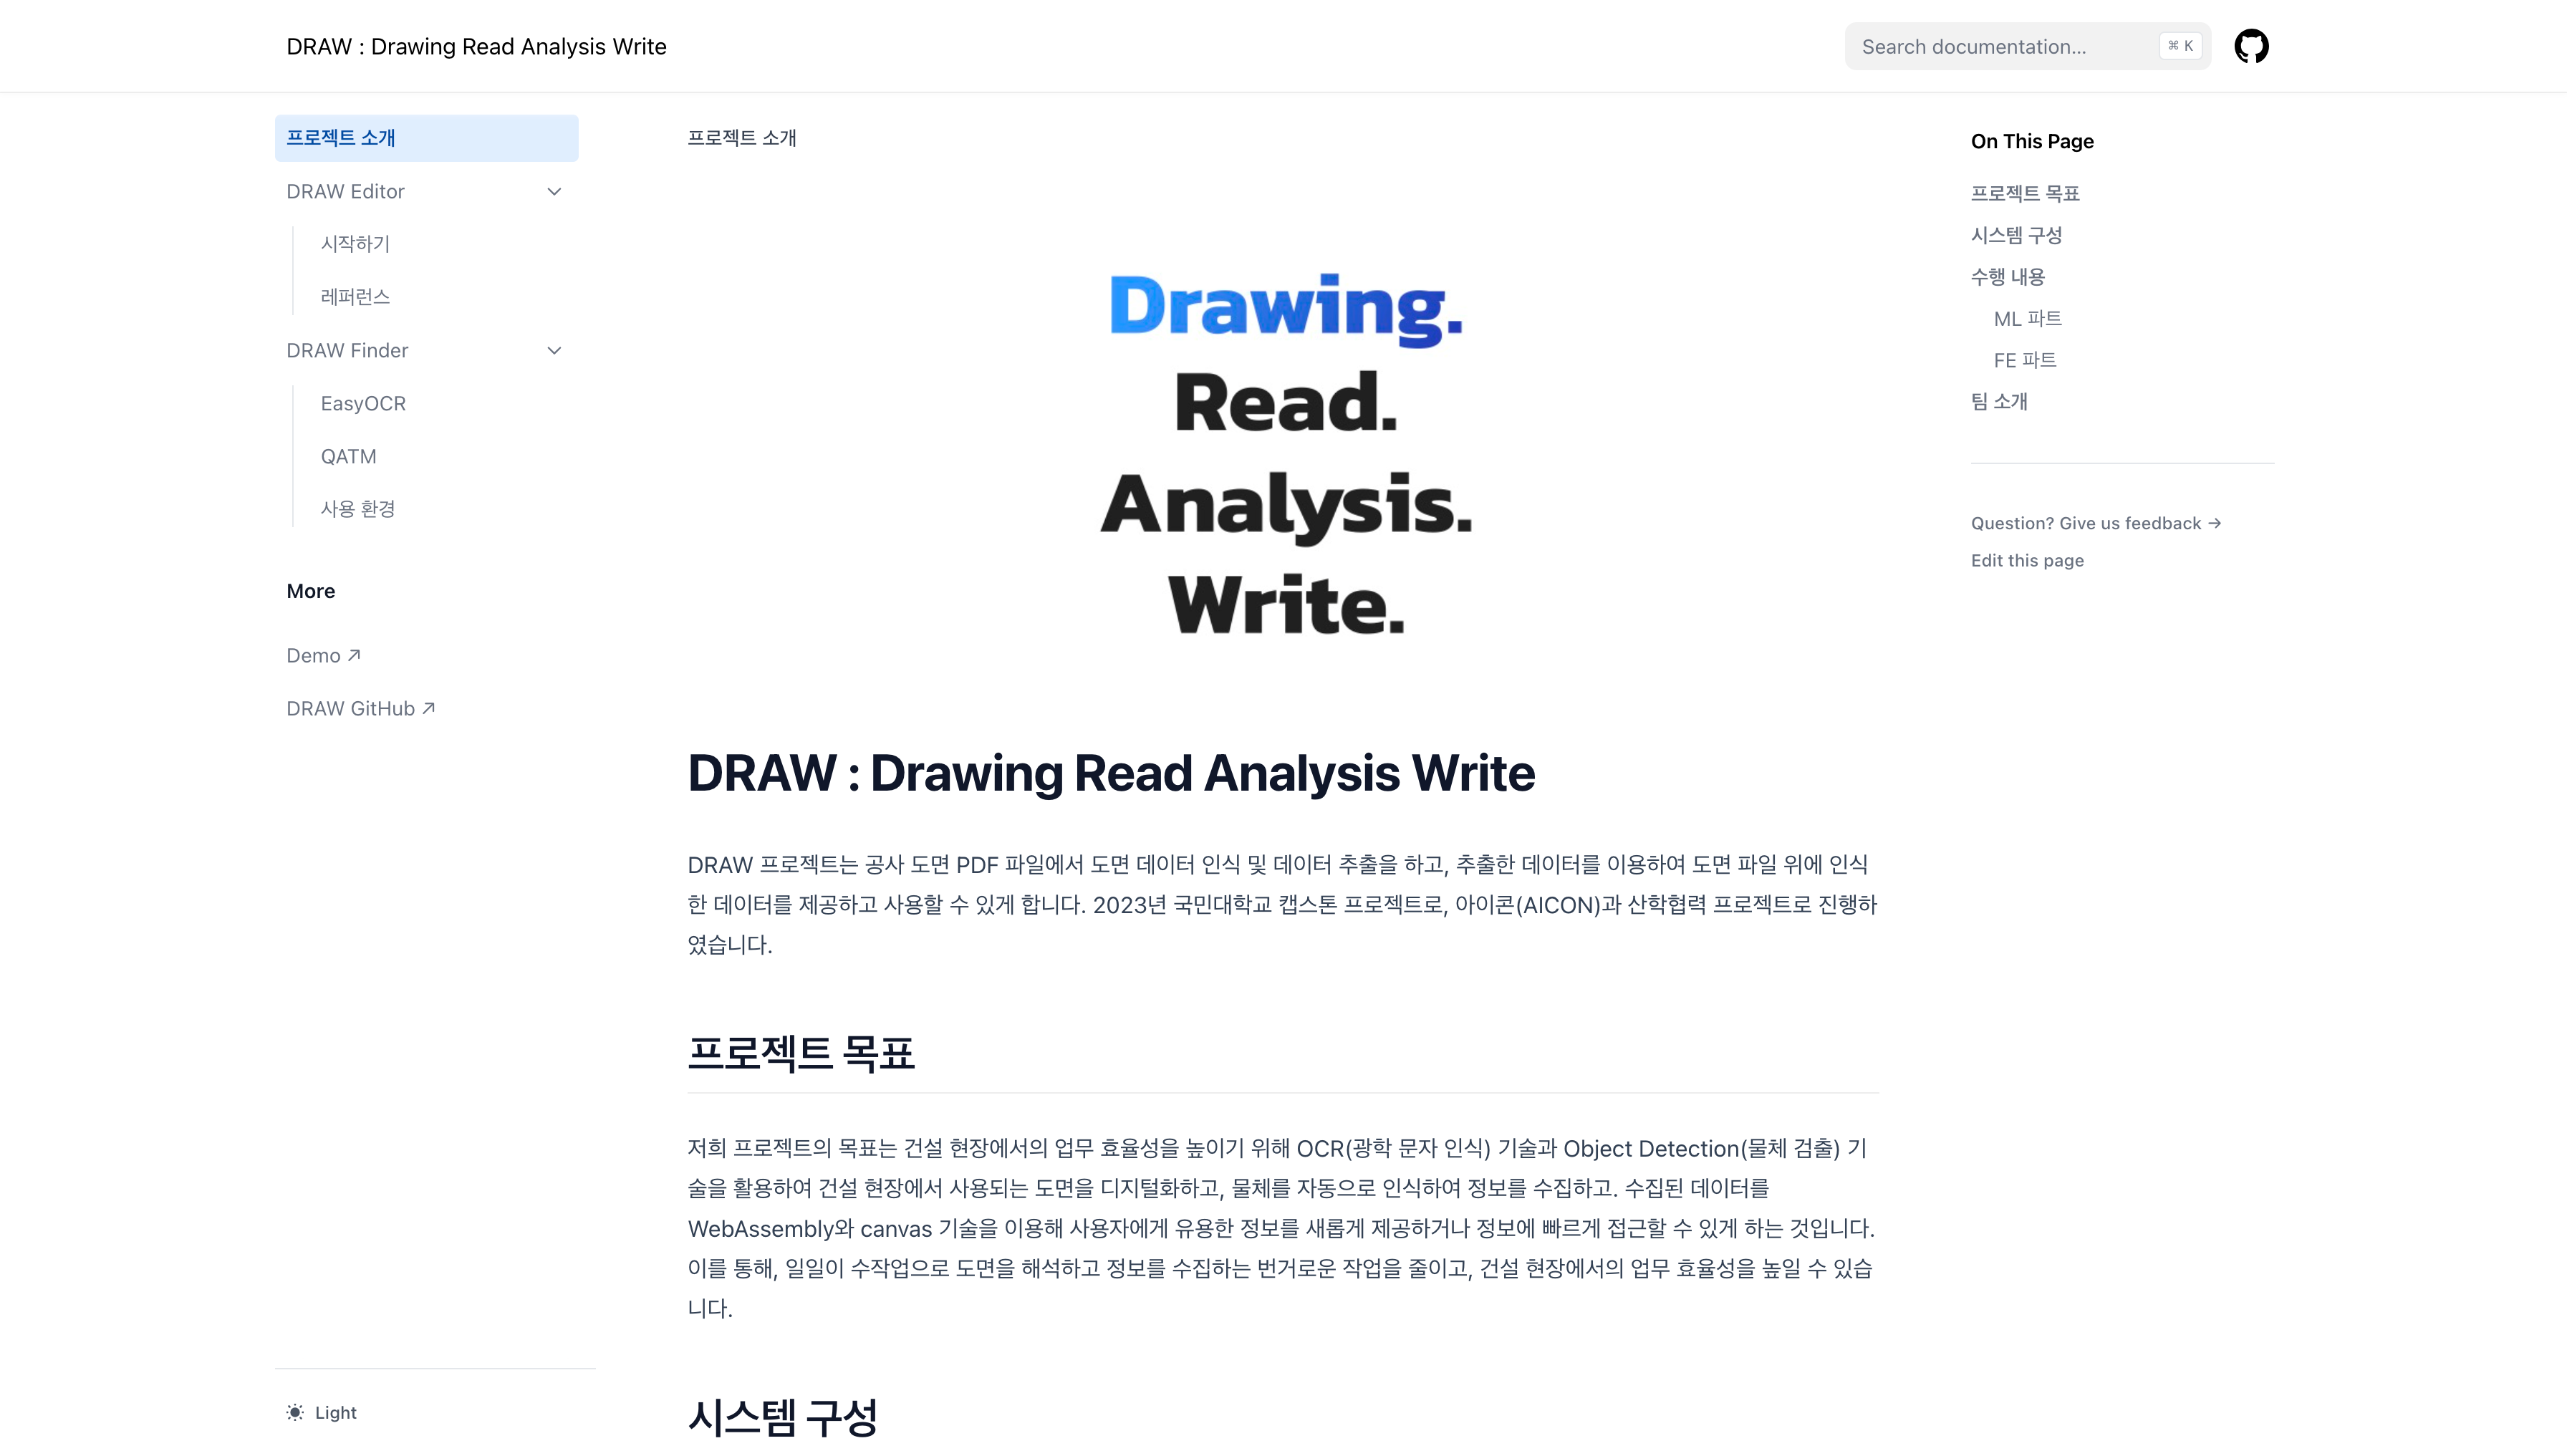 DRAW : Drawing Read Analysis Write
Search documentation...
⌘ K
프로젝트 소개
DRAW Editor
시작하기
레퍼런스
DRAW Finder
EasyOCR
QATM
사용 환경
More
Demo ↗
DRAW GitHub ↗
Light
프로젝트 소개
Drawing.
Read.
Analysis.
Write.
DRAW : Drawing Read Analysis Write
DRAW 프로젝트는 공사 도면 PDF 파일에서 도면 데이터 인식 및 데이터 추출을 하고, 추출한 데이터를 이용하여 도면 파일 위에 인식
한 데이터를 제공하고 사용할 수 있게 합니다. 2023년 국민대학교 캡스톤 프로젝트로, 아이콘(AICON)과 산학협력 프로젝트로 진행하
였습니다.
프로젝트 목표
저희 프로젝트의 목표는 건설 현장에서의 업무 효율성을 높이기 위해 OCR(광학 문자 인식) 기술과 Object Detection(물체 검출) 기
술을 활용하여 건설 현장에서 사용되는 도면을 디지털화하고, 물체를 자동으로 인식하여 정보를 수집하고. 수집된 데이터를
WebAssembly와 canvas 기술을 이용해 사용자에게 유용한 정보를 새롭게 제공하거나 정보에 빠르게 접근할 수 있게 하는 것입니다.
이를 통해, 일일이 수작업으로 도면을 해석하고 정보를 수집하는 번거로운 작업을 줄이고, 건설 현장에서의 업무 효율성을 높일 수 있습
니다.
시스템 구성
On This Page
프로젝트 목표
시스템 구성
수행 내용
ML 파트
FE 파트
팀 소개
Question? Give us feedback →
Edit this page